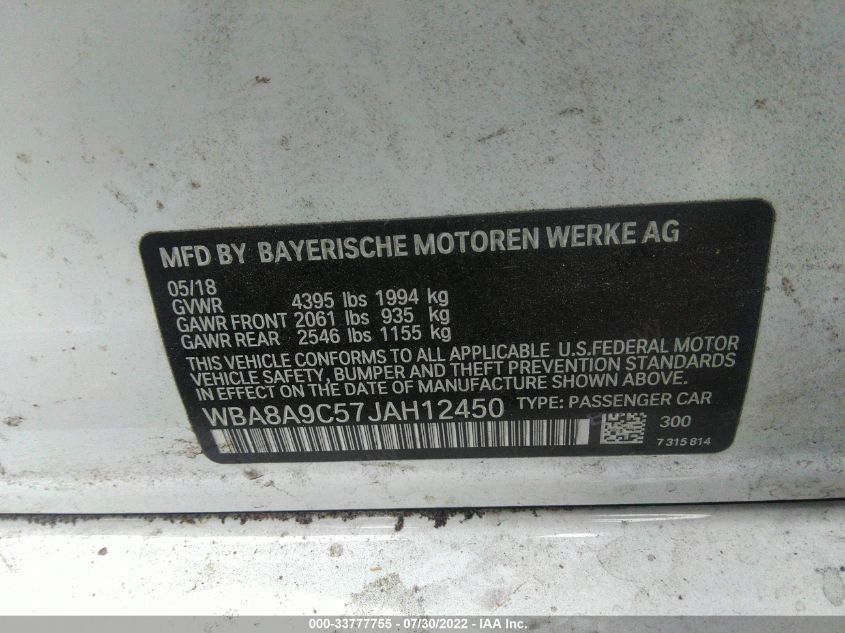 MFD BY BAYERISCHE MOTOREN WERKE AG
05/18
GVWR 4395 lbs 1994 kg
GAWR FRONT 2061 lbs 935 kg
GAWR REAR 2546 lbs 1155 kg
THIS VEHICLE CONFORMS TO ALL APPLICABLE U.S.FEDERAL MOTOR
VEHICLE SAFETY, BUMPER AND THEFT PREVENTION STANDARDS
IN EFFECT ON THE DATE OF MANUFACTURE SHOWN ABOVE.
WBA8A9C57JAH12450 TYPE: PASSENGER CAR
300
7 315 814
000-33777755 - 07/30/2022 - IAA Inc.